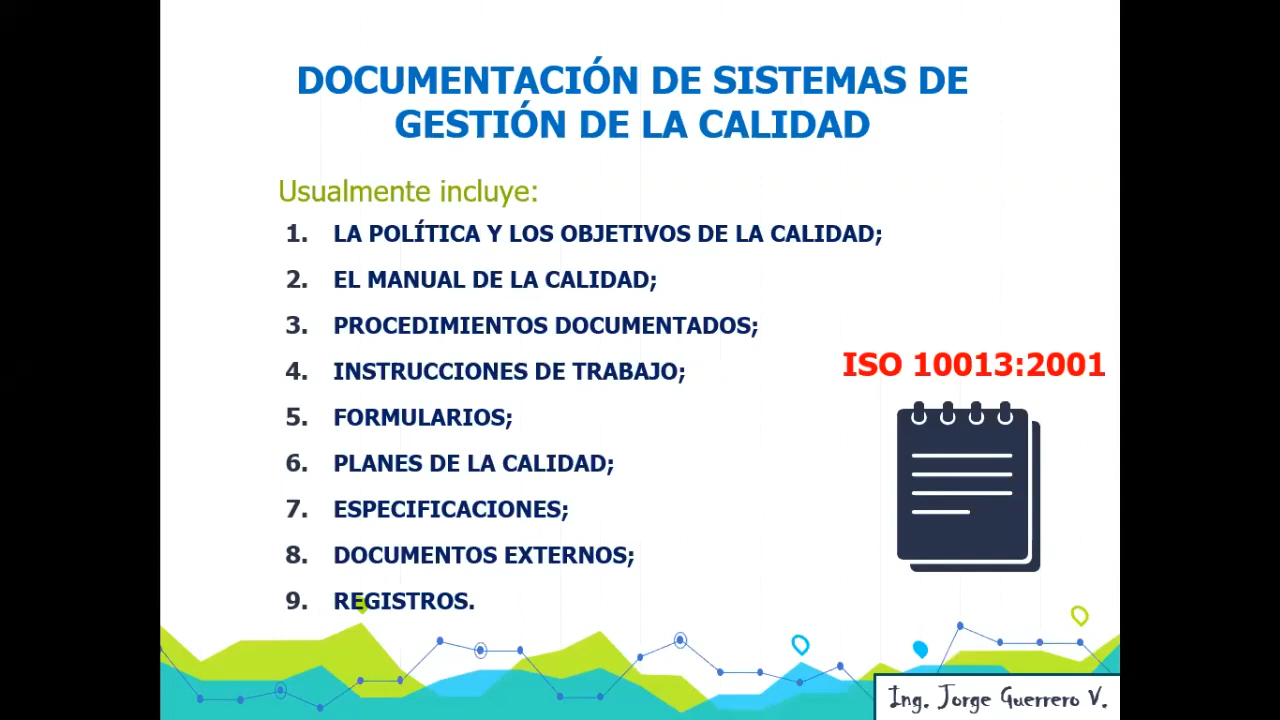 DOCUMENTACIÓN DE SISTEMAS DE
GESTIÓN DE LA CALIDAD
Usualmente incluye:
1. LA POLÍTICA Y LOS OBJETIVOS DE LA CALIDAD;
2. EL MANUAL DE LA CALIDAD;
3. PROCEDIMIENTOS DOCUMENTADOS;
4. INSTRUCCIONES DE TRABAJO;
5. FORMULARIOS;
6. PLANES DE LA CALIDAD;
7. ESPECIFICACIONES;
8. DOCUMENTOS EXTERNOS;
9. REGISTROS.
ISO 10013:2001
Ing. Jorge Guerrero V.